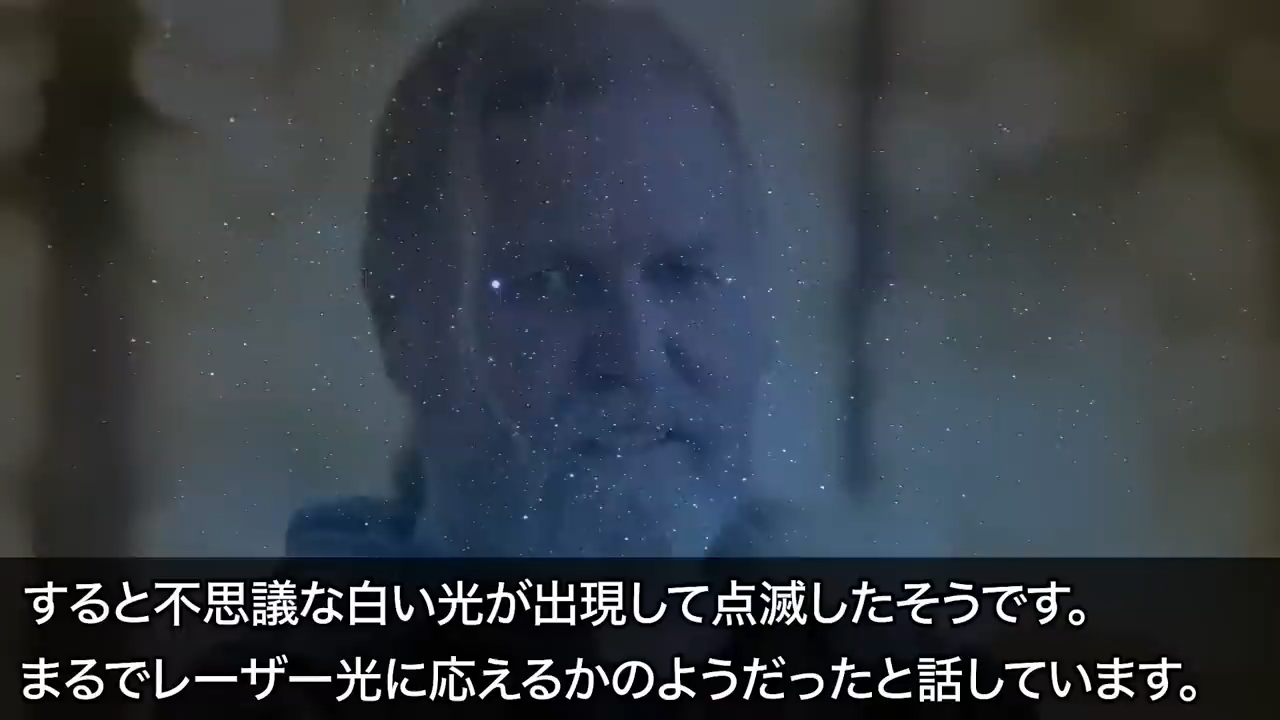 すると不思議な白い光が出現して点滅したそうです。
まるでレーザー光に応えるかのようだったと話しています。